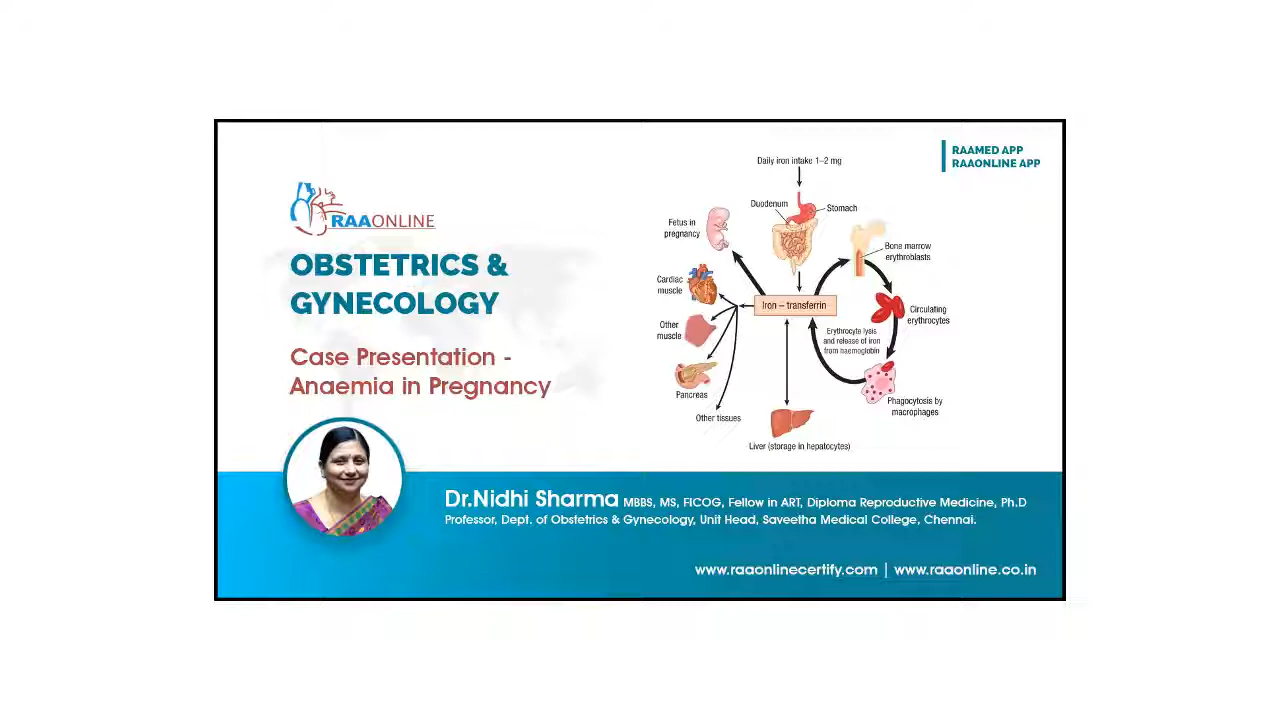 RAAMED APP
RAAONLINE APP
RAAONLINE
OBSTETRICS &
GYNECOLOGY
Case Presentation -
Anaemia in Pregnancy
Daily iron intake 1–2 mg
Duodenum
Stomach
Fetus in
pregnancy
Bone marrow
erythroblasts
Cardiac
muscle
Iron – transferrin
Circulating
erythrocytes
Other
muscle
Erythrocyte lysis
and release of iron
from haemoglobin
Pancreas
Phagocytosis by
macrophages
Other tissues
Liver (storage in hepatocytes)
Dr.Nidhi Sharma MBBS, MS, FICOG, Fellow in ART, Diploma Reproductive Medicine, Ph.D
Professor, Dept. of Obstetrics & Gynecology, Unit Head, Saveetha Medical College, Chennai.
www.raaonlinecertify.com | www.raaonline.co.in